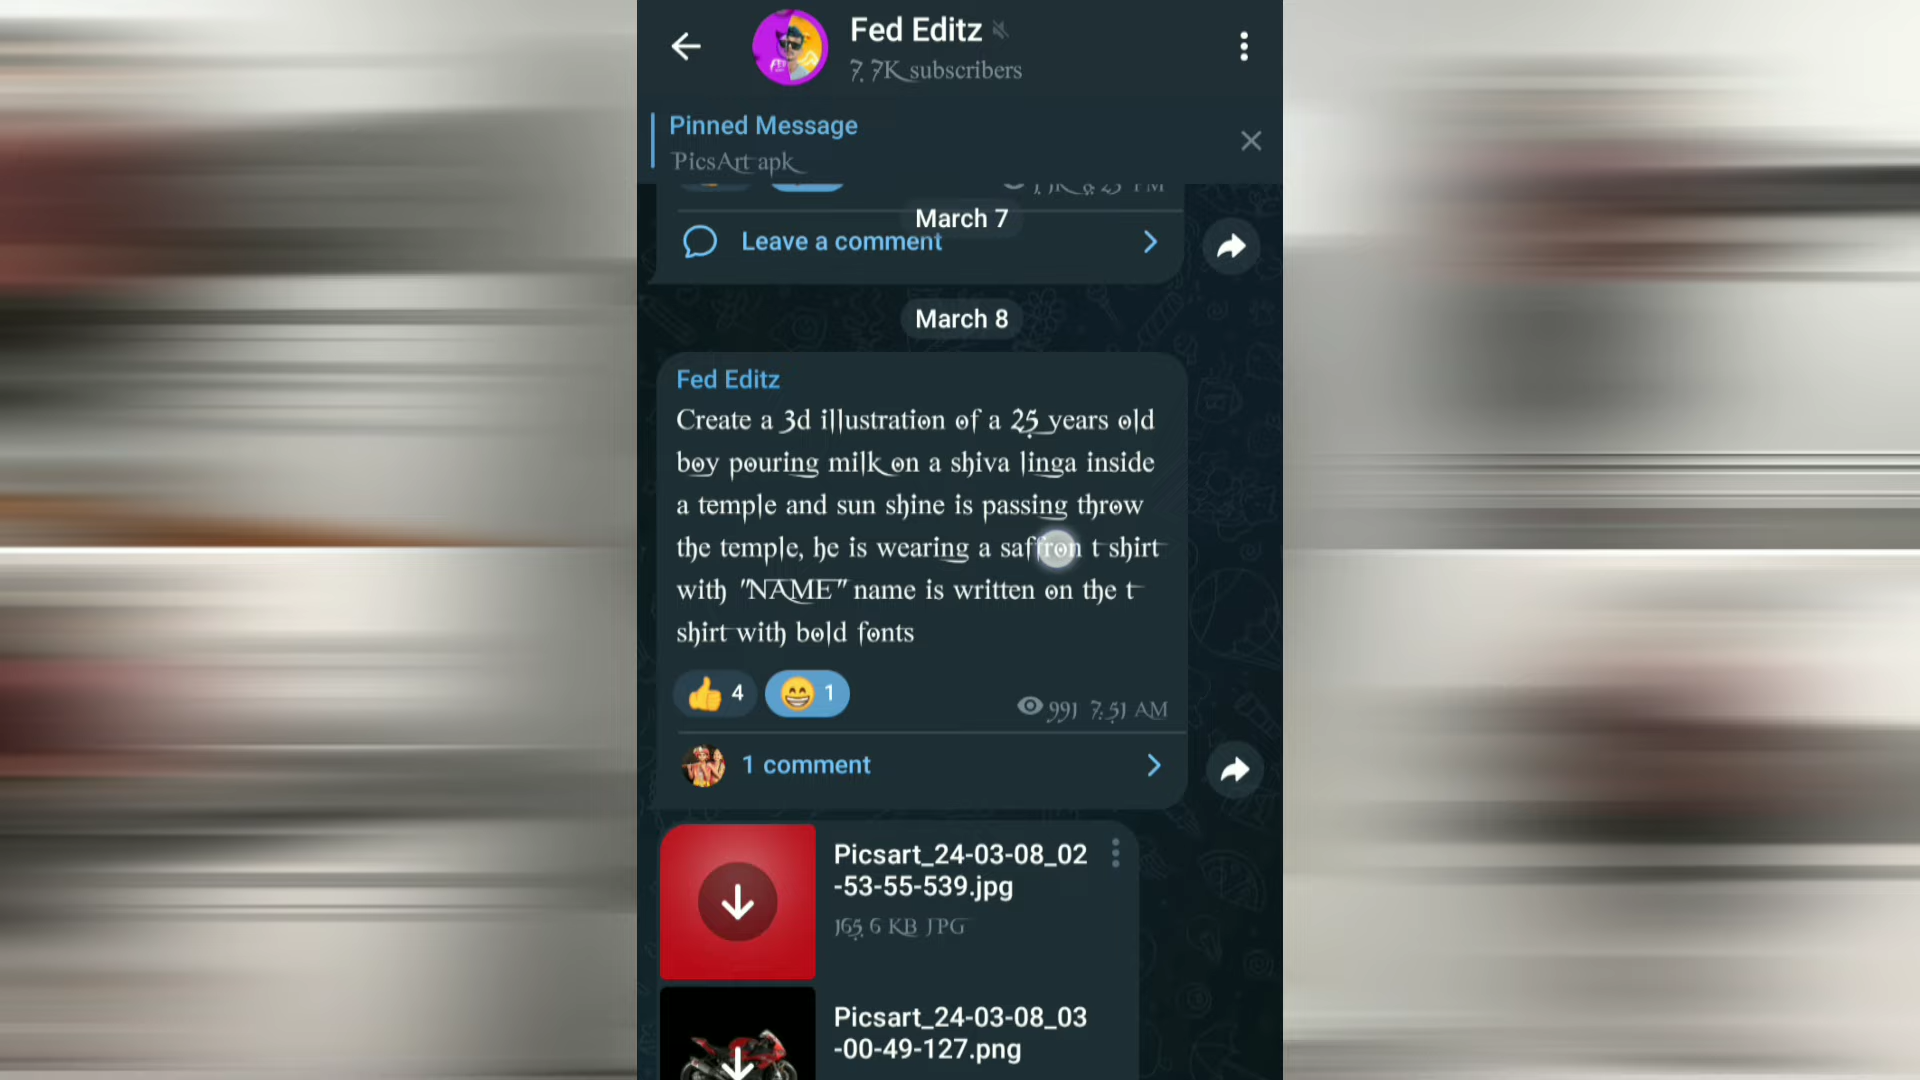 Fed Editz
7.7K subscribers
Pinned Message
PicsArt apk
March 7
Leave a comment
March 8
Fed Editz
Create a 3d illustration of a 25 years old
boy pouring milk on a shiva linga inside
a temple and sun shine is passing throw
the temple, he is wearing a saffron t shirt
with "NAME" name is written on the t
shirt with bold fonts
4
1
991 7:51 AM
1 comment
Picsart_24-03-08_02
-53-55-539.jpg
165.6 KB JPG
Picsart_24-03-08_03
-00-49-127.png